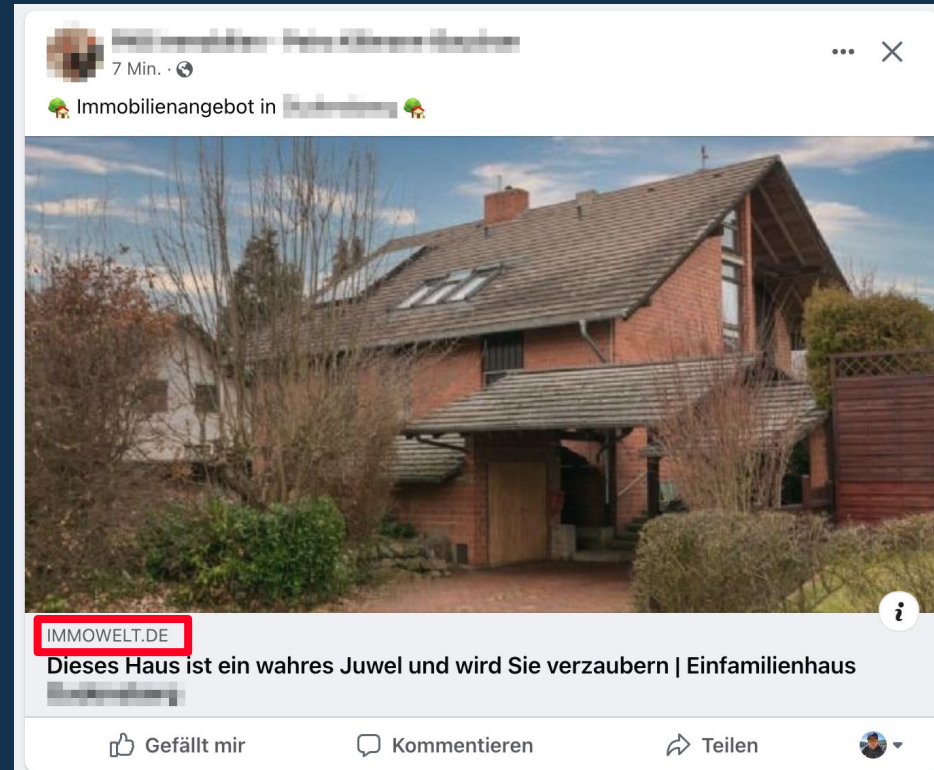 7 Min.
Immobilienangebot in
IMMOWELT.DE
Dieses Haus ist ein wahres Juwel und wird Sie verzaubern | Einfamilienhaus
Gefällt mir
Kommentieren
Teilen